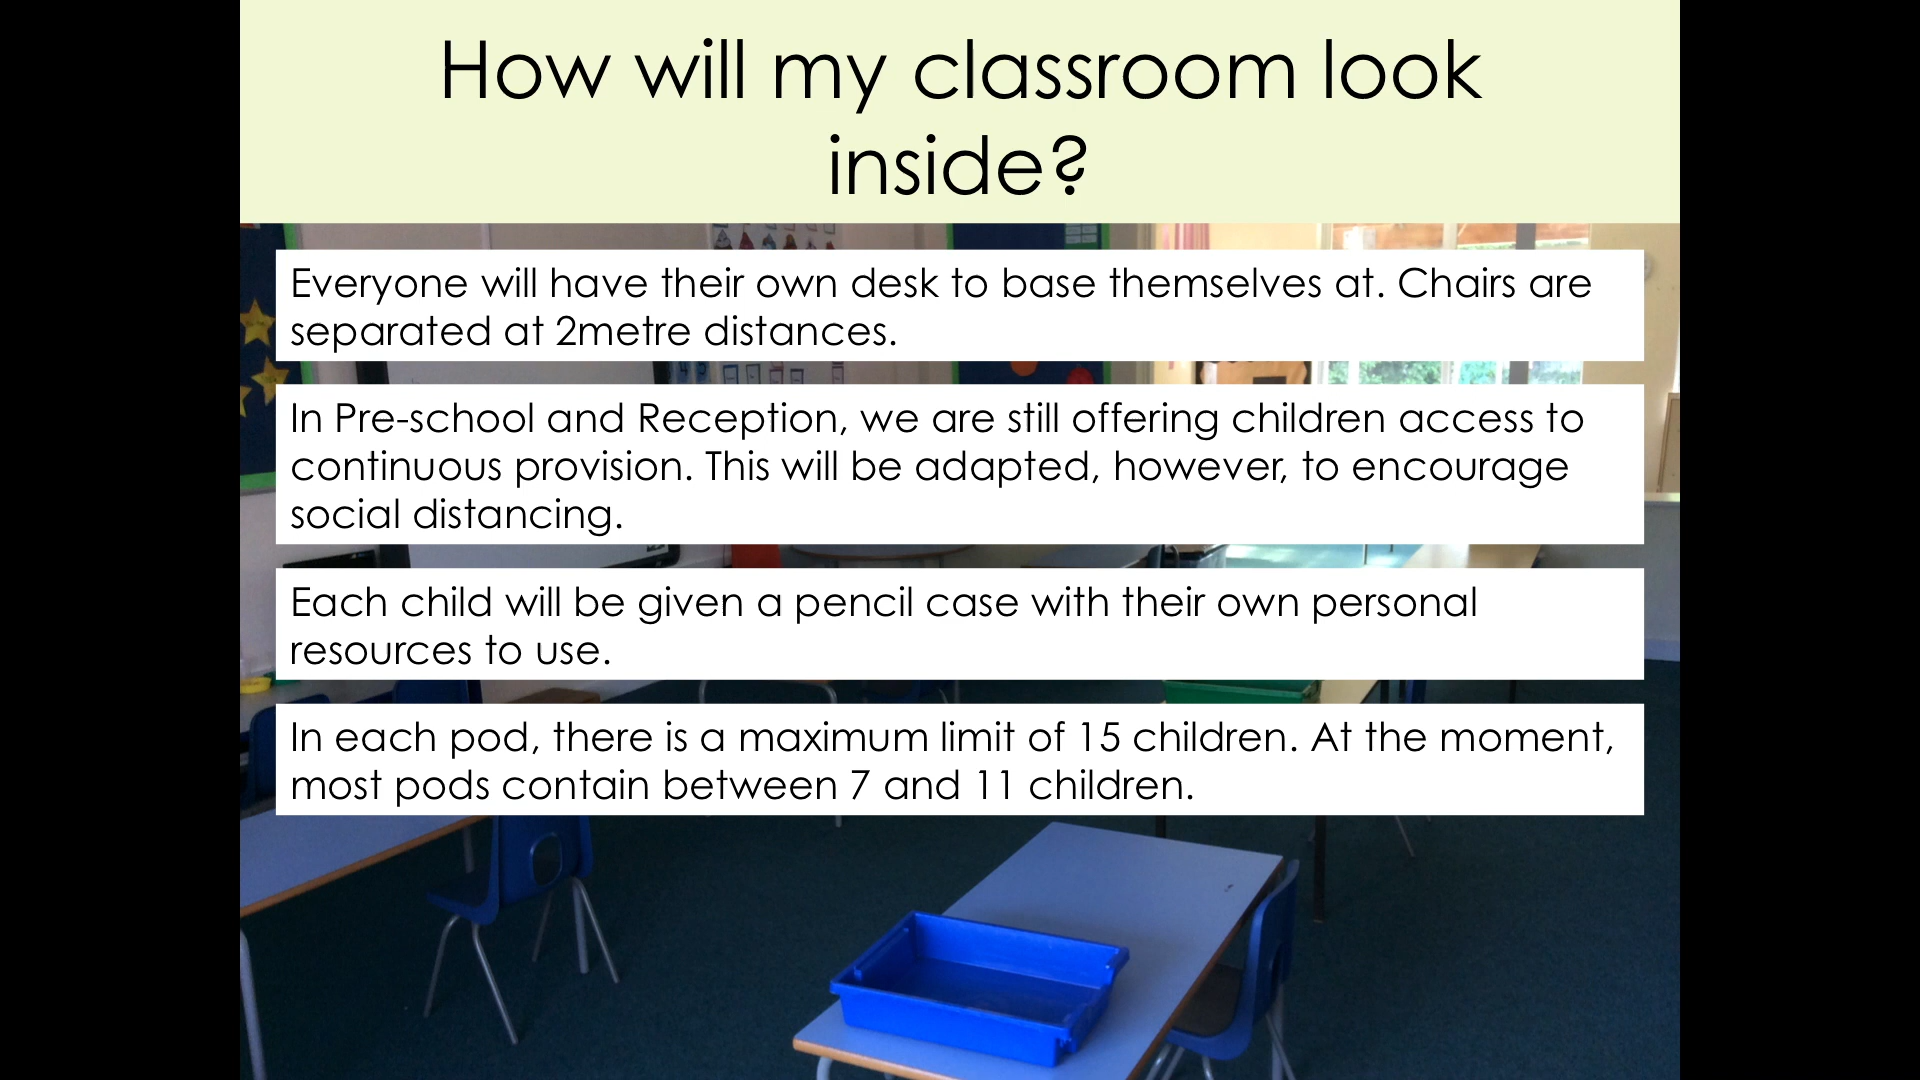 How will my classroom look
inside?
Everyone will have their own desk to base themselves at. Chairs are
separated at 2metre distances.
In Pre-school and Reception, we are still offering children access to
continuous provision. This will be adapted, however, to encourage
social distancing.
Each child will be given a pencil case with their own personal
resources to use.
In each pod, there is a maximum limit of 15 children. At the moment,
most pods contain between 7 and 11 children.